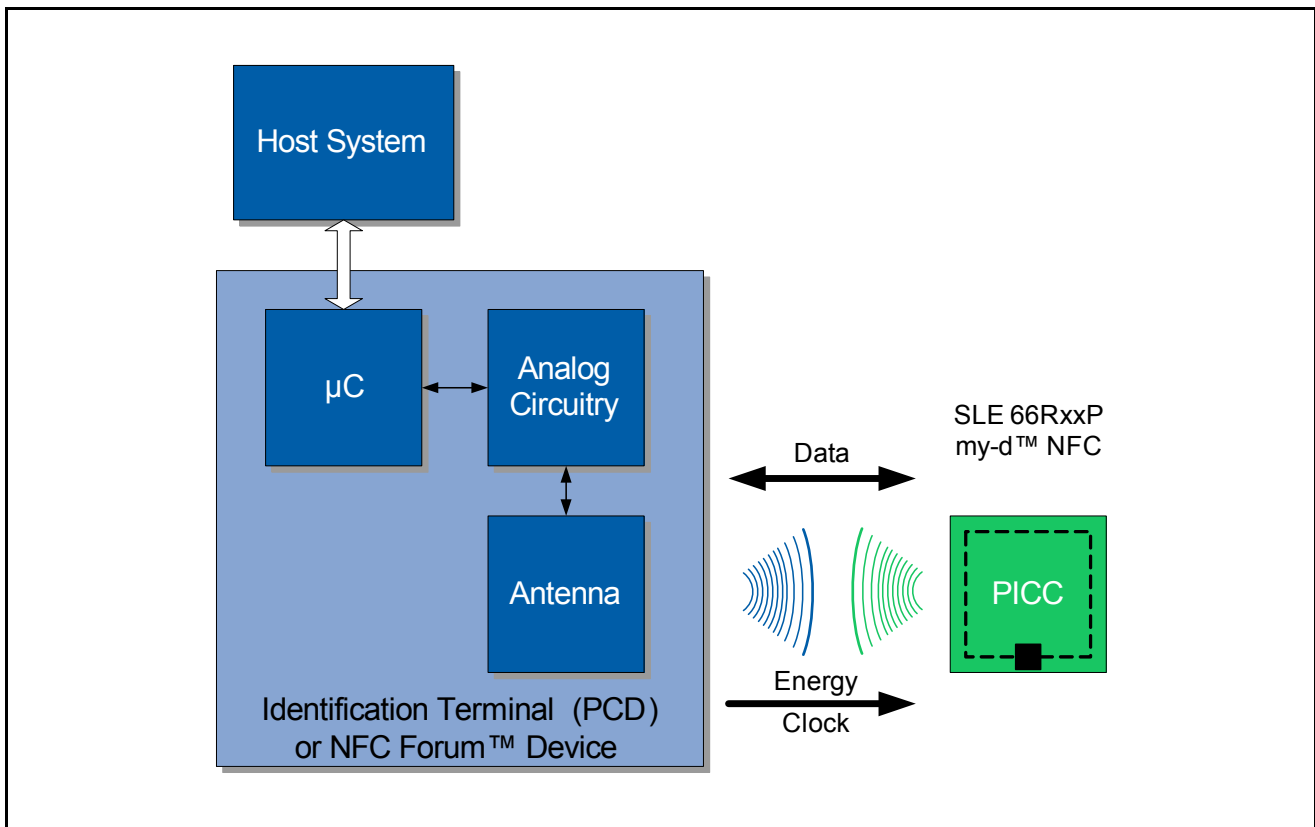 Host System
µC
Analog
Circuitry
Antenna
Identification Terminal (PCD)
or NFC Forum™ Device
Data
Energy
Clock
SLE 66RxxP
my-d™ NFC
PICC